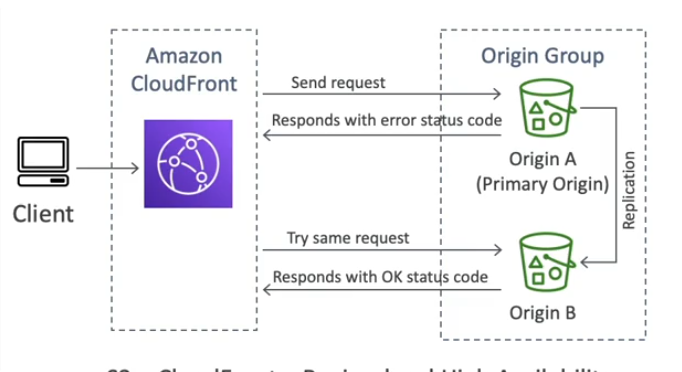 Amazon
CloudFront
Origin Group
Send request
Responds with error status code
Origin A
(Primary Origin)
Client
Replication
Try same request
Responds with OK status code
Origin B